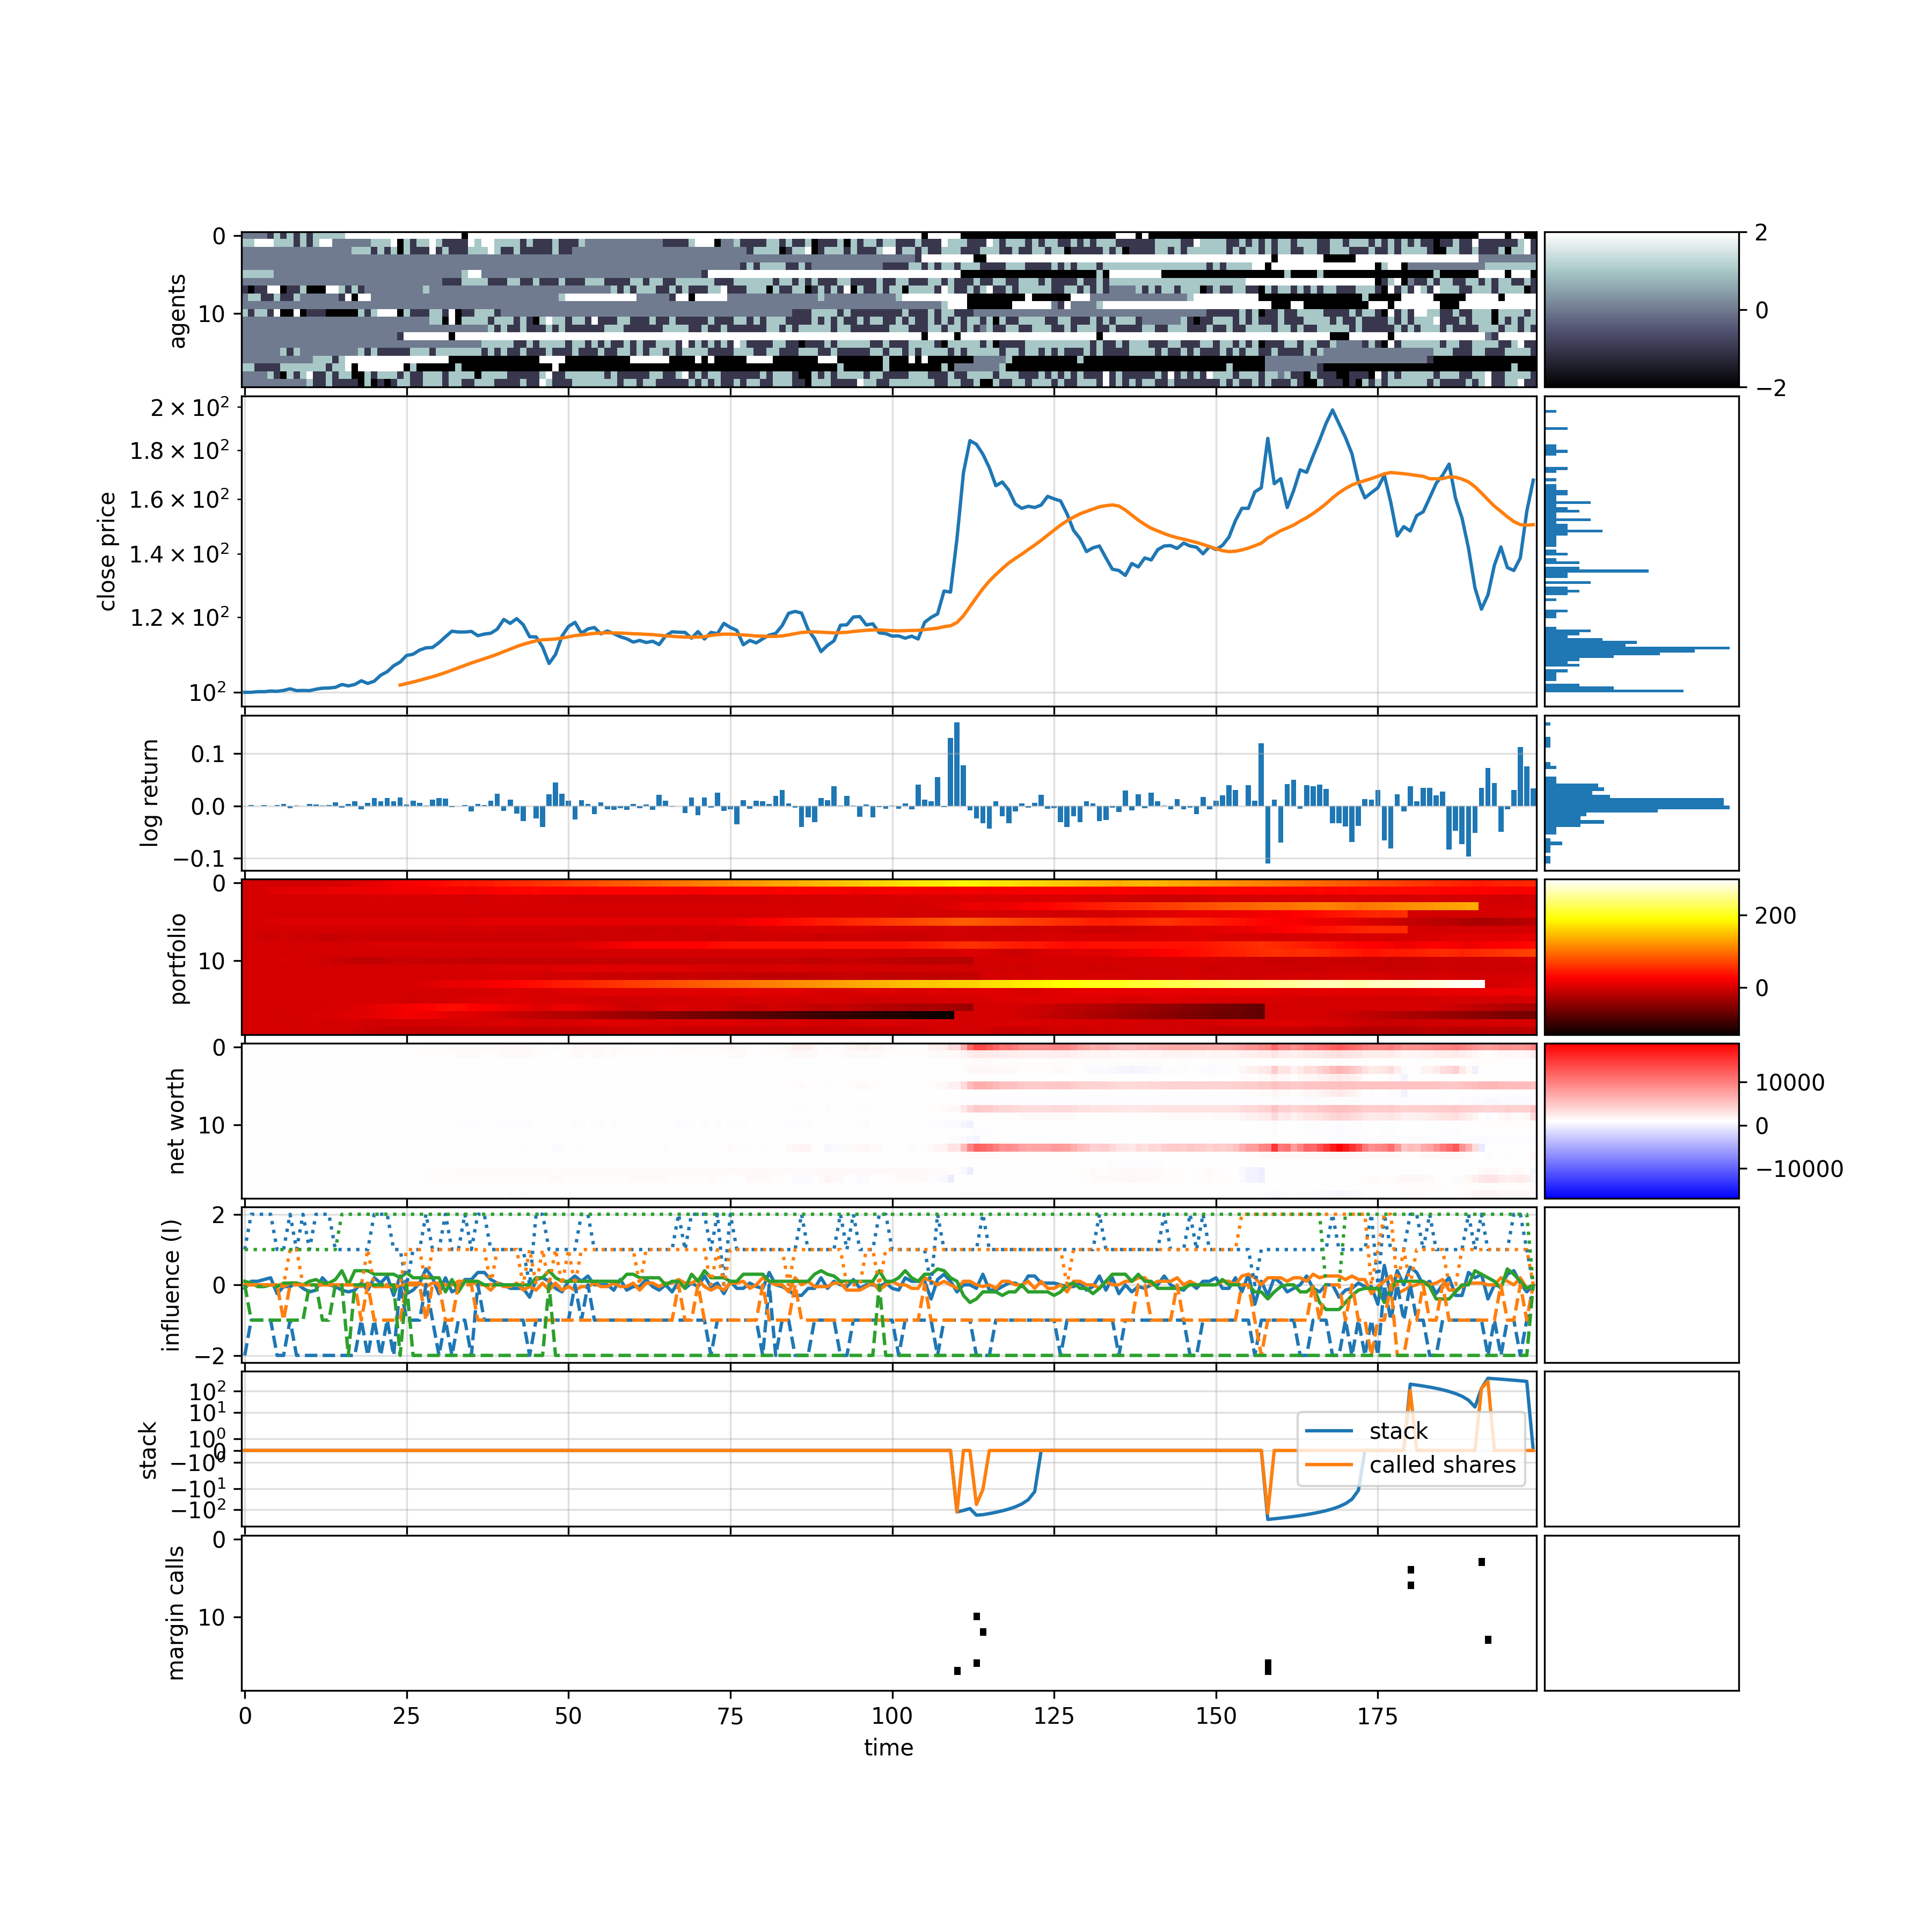 agents
0
10
2
0
−2
close price
2 × 10²
1.8 × 10²
1.6 × 10²
1.4 × 10²
1.2 × 10²
10²
log return
0.1
0.0
−0.1
portfolio
0
10
200
0
net worth
0
10
10000
0
−10000
influence (I)
2
0
−2
stack
10²
10¹
10⁰
0
−10⁰
−10¹
−10²
stack
called shares
margin calls
0
10
0
25
50
75
100
125
150
175
time